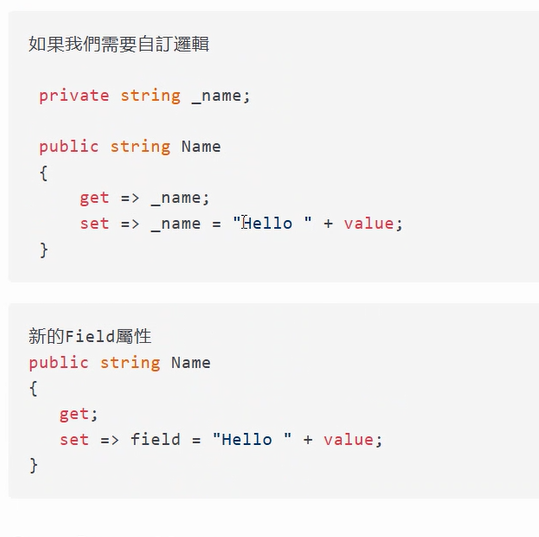 如果我們需要自訂邏輯
private string _name;
public string Name
{
get => _name;
set => _name = "Hello " + value;
}
新的Field屬性
public string Name
{
get;
set => field = "Hello " + value;
}